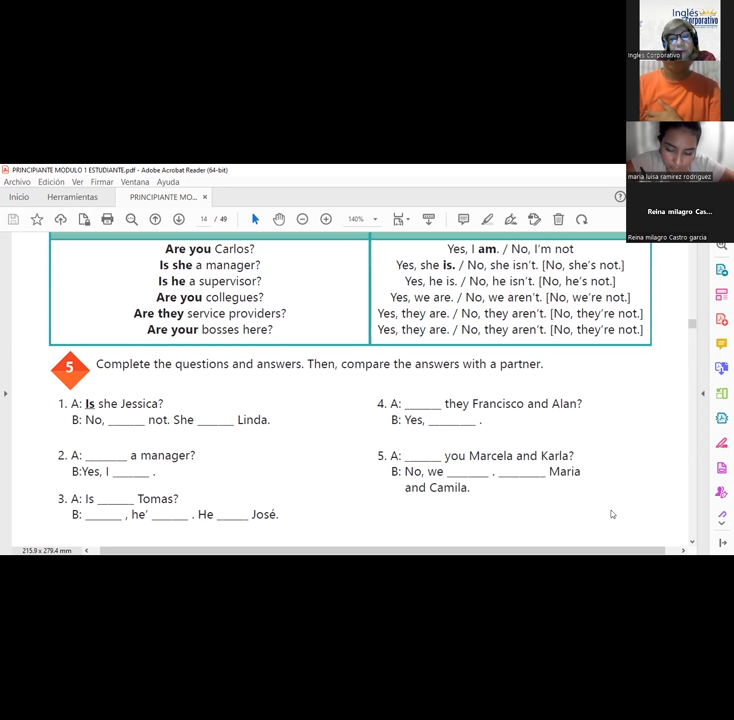 Inglés
Corporativo
Inglés Corporativo
maria luisa ramirez rodriguez
Reina milagro Cas...
Reina milagro Castro garcia
PRINCIPIANTE MODULO 1 ESTUDIANTE.pdf - Adobe Acrobat Reader (64-bit)
Archivo Edición Ver Firmar Ventana Ayuda
Inicio Herramientas PRINCIPIANTE MO... ×
14 / 49 140%
Are you Carlos? Yes, I am. / No, I'm not
Is she a manager? Yes, she is. / No, she isn't. [No, she's not.]
Is he a supervisor? Yes, he is. / No, he isn't. [No, he's not.]
Are you collegues? Yes, we are. / No, we aren't. [No, we're not.]
Are they service providers? Yes, they are. / No, they aren't. [No, they're not.]
Are your bosses here? Yes, they are. / No, they aren't. [No, they're not.]
5 Complete the questions and answers. Then, compare the answers with a partner.
1. A: Is she Jessica?
B: No, ______ not. She ______ Linda.
2. A: _______ a manager?
B:Yes, I ______ .
3. A: Is ______ Tomas?
B: ______ , he' ______ . He _____ José.
4. A: ______ they Francisco and Alan?
B: Yes, ________ .
5. A: ______ you Marcela and Karla?
B: No, we _______ . ________ Maria
and Camila.
215.9 x 279.4 mm